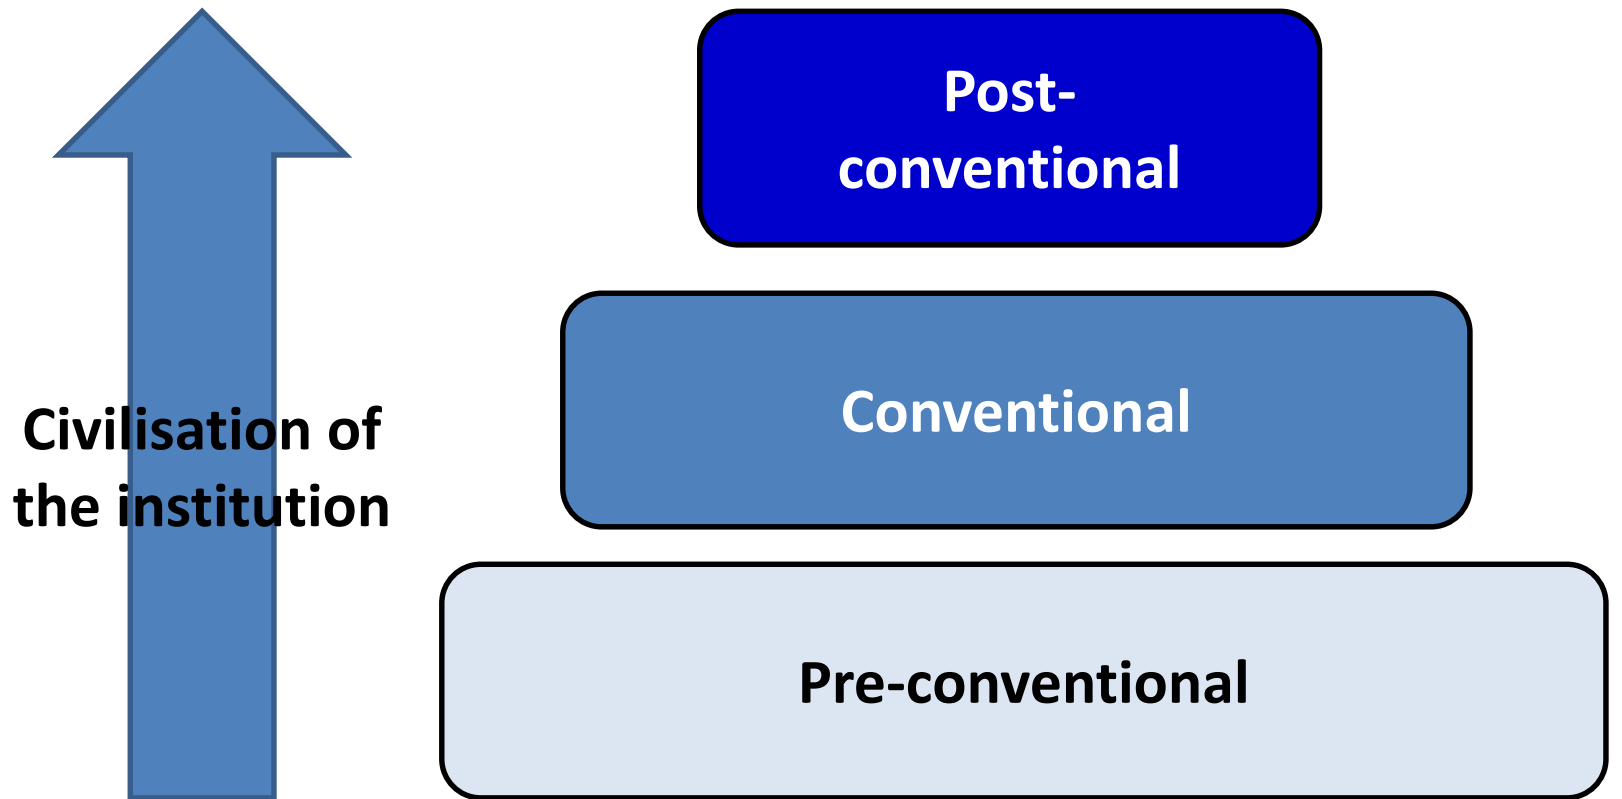 Post-
conventional
Conventional
Civilisation of
the institution
Pre-conventional